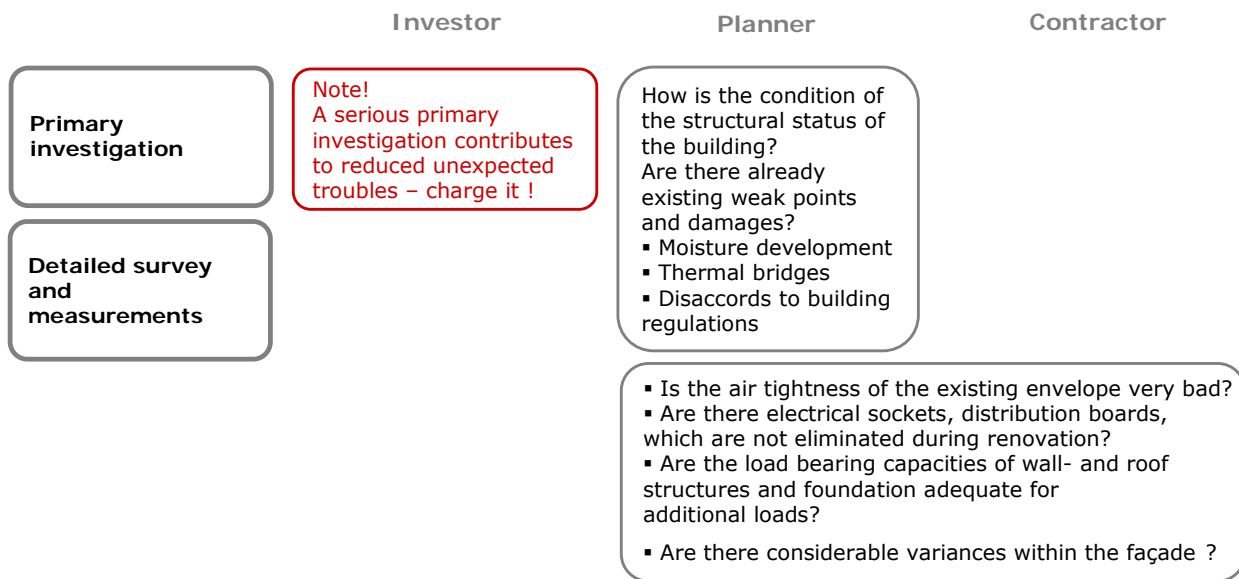 Investor
Planner
Contractor
Primary
investigation
Note!
A serious primary
investigation contributes
to reduced unexpected
troubles – charge it !
How is the condition of
the structural status of
the building?
Are there already
existing weak points
and damages?
▪ Moisture development
▪ Thermal bridges
▪ Disaccords to building
regulations
Detailed survey
and
measurements
▪ Is the air tightness of the existing envelope very bad?
▪ Are there electrical sockets, distribution boards,
which are not eliminated during renovation?
▪ Are the load bearing capacities of wall- and roof
structures and foundation adequate for
additional loads?
▪ Are there considerable variances within the façade ?